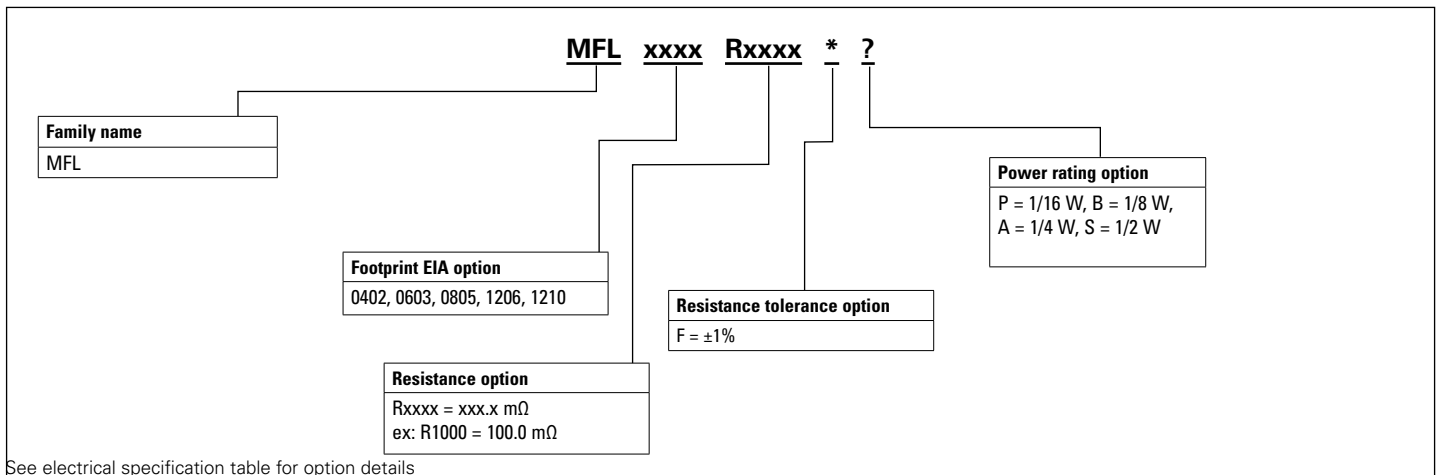 MFL xxxx Rxxxx * ?
Family name
MFL
Power rating option
P = 1/16 W, B = 1/8 W,
A = 1/4 W, S = 1/2 W
Footprint EIA option
0402, 0603, 0805, 1206, 1210
Resistance tolerance option
F = ±1%
Resistance option
Rxxxx = xxx.x mΩ
ex: R1000 = 100.0 mΩ
See electrical specification table for option details